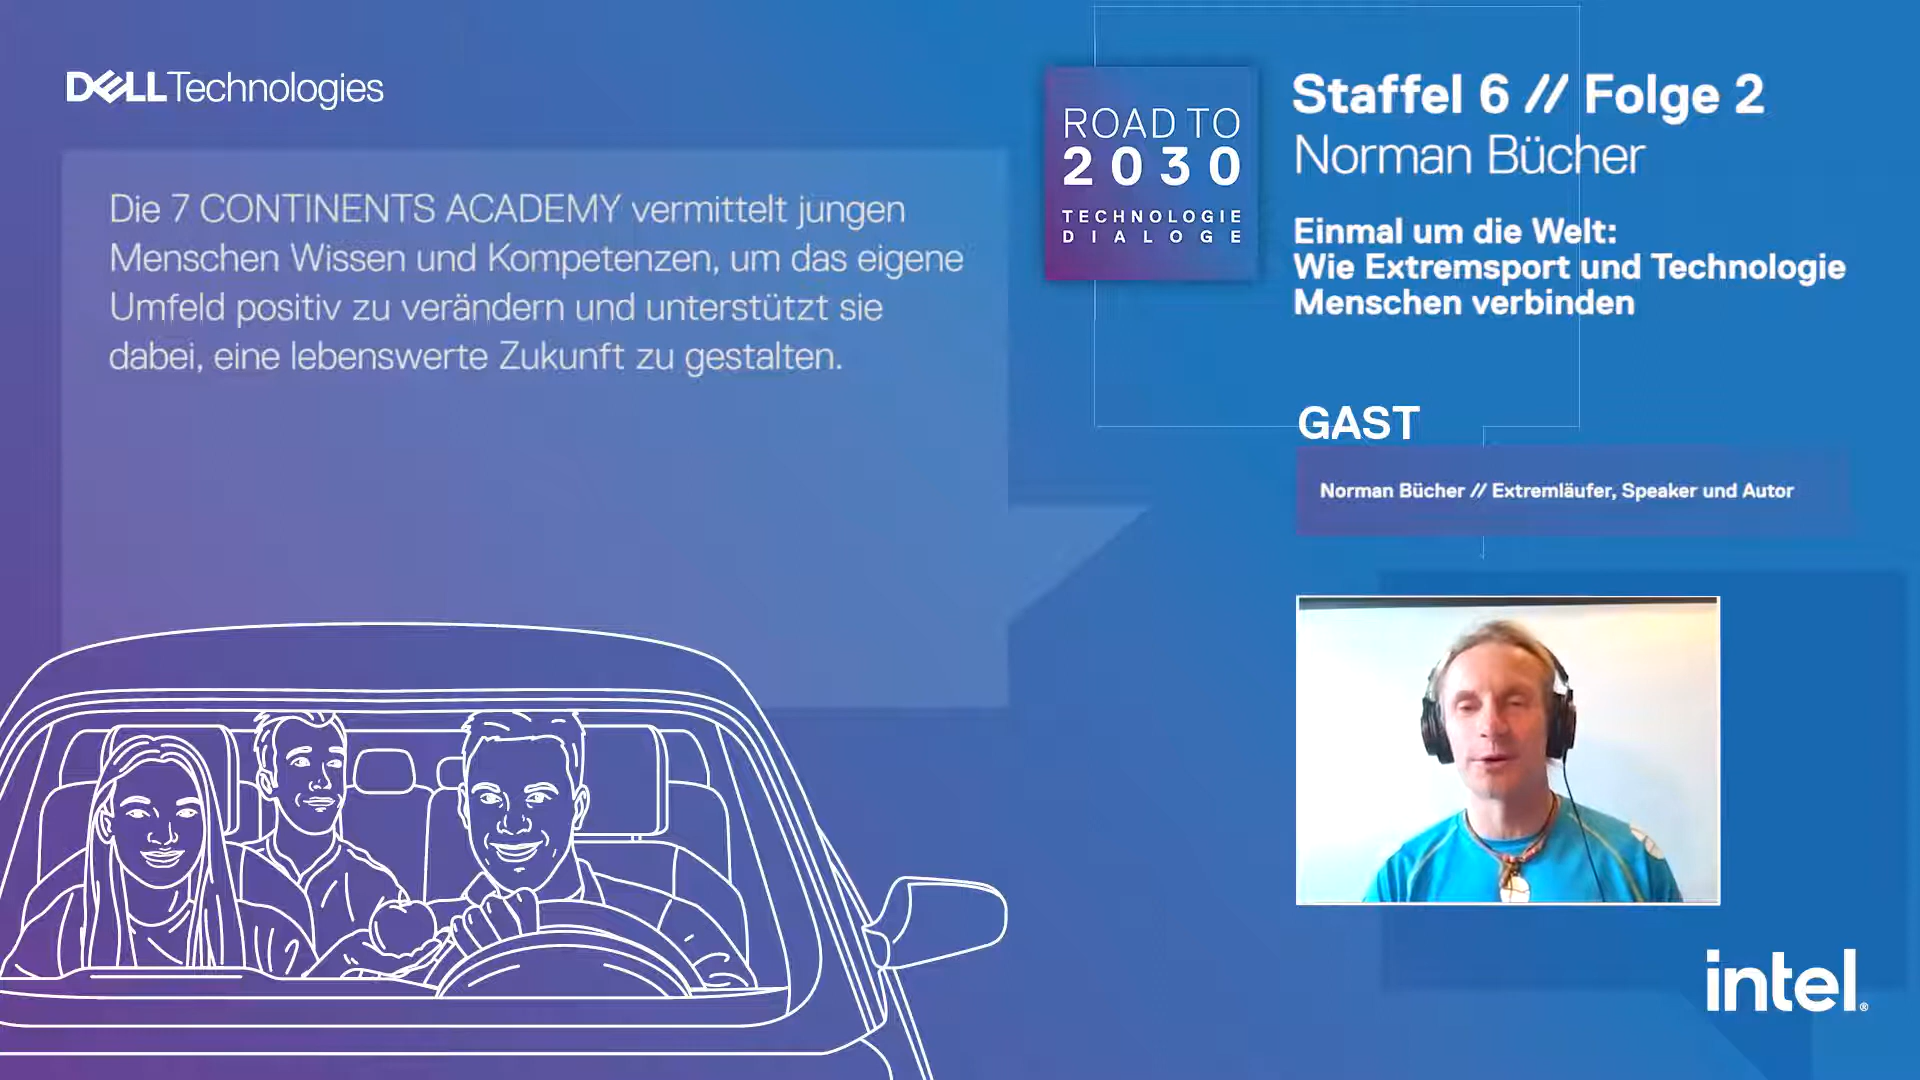 DELLTechnologies
Die 7 CONTINENTS ACADEMY vermittelt jungen
Menschen Wissen und Kompetenzen, um das eigene
Umfeld positiv zu verändern und unterstützt sie
dabei, eine lebenswerte Zukunft zu gestalten.
ROAD TO
2030
TECHNOLOGIE
DIALOGE
Staffel 6 // Folge 2
Norman Bücher
Einmal um die Welt:
Wie Extremsport und Technologie
Menschen verbinden
GAST
Norman Bücher // Extremläufer, Speaker und Autor
intel®